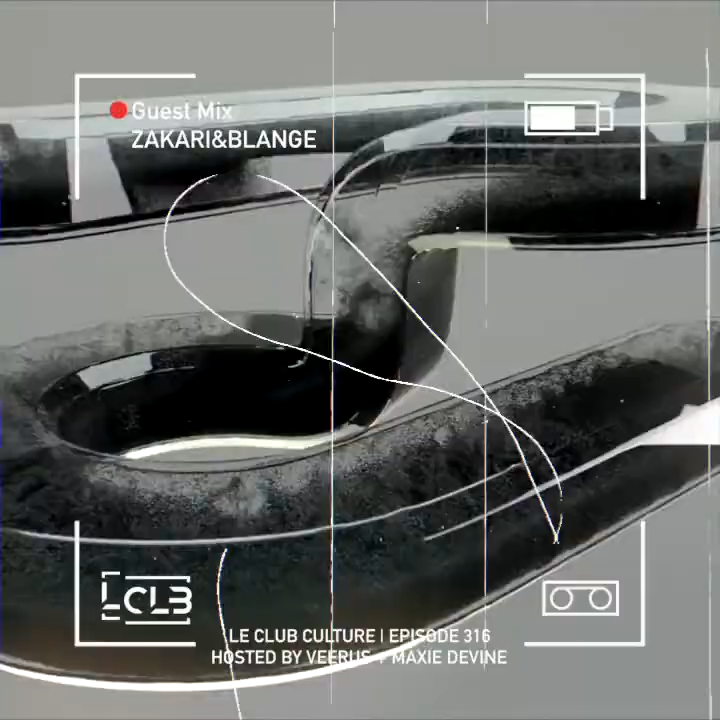 Guest Mix
ZAKARI&BLANGE
LCLB
LE CLUB CULTURE | EPISODE 316
HOSTED BY VEERUS + MAXIE DEVINE